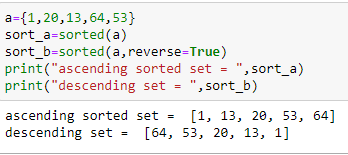 a={1,20,13,64,53}
sort_a=sorted(a)
sort_b=sorted(a,reverse=True)
print("ascending sorted set = ",sort_a)
print("descending set = ",sort_b)
ascending sorted set =  [1, 13, 20, 53, 64]
descending set =  [64, 53, 20, 13, 1]